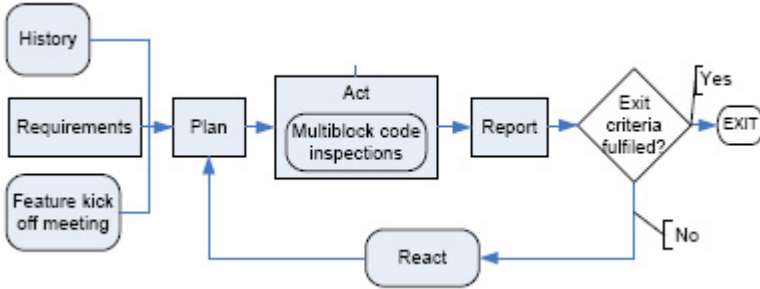 History
Requirements
Feature kick
off meeting
Plan
Act
Multiblock code
inspections
Report
Exit
criteria
fulfiled?
Yes
EXIT
No
React